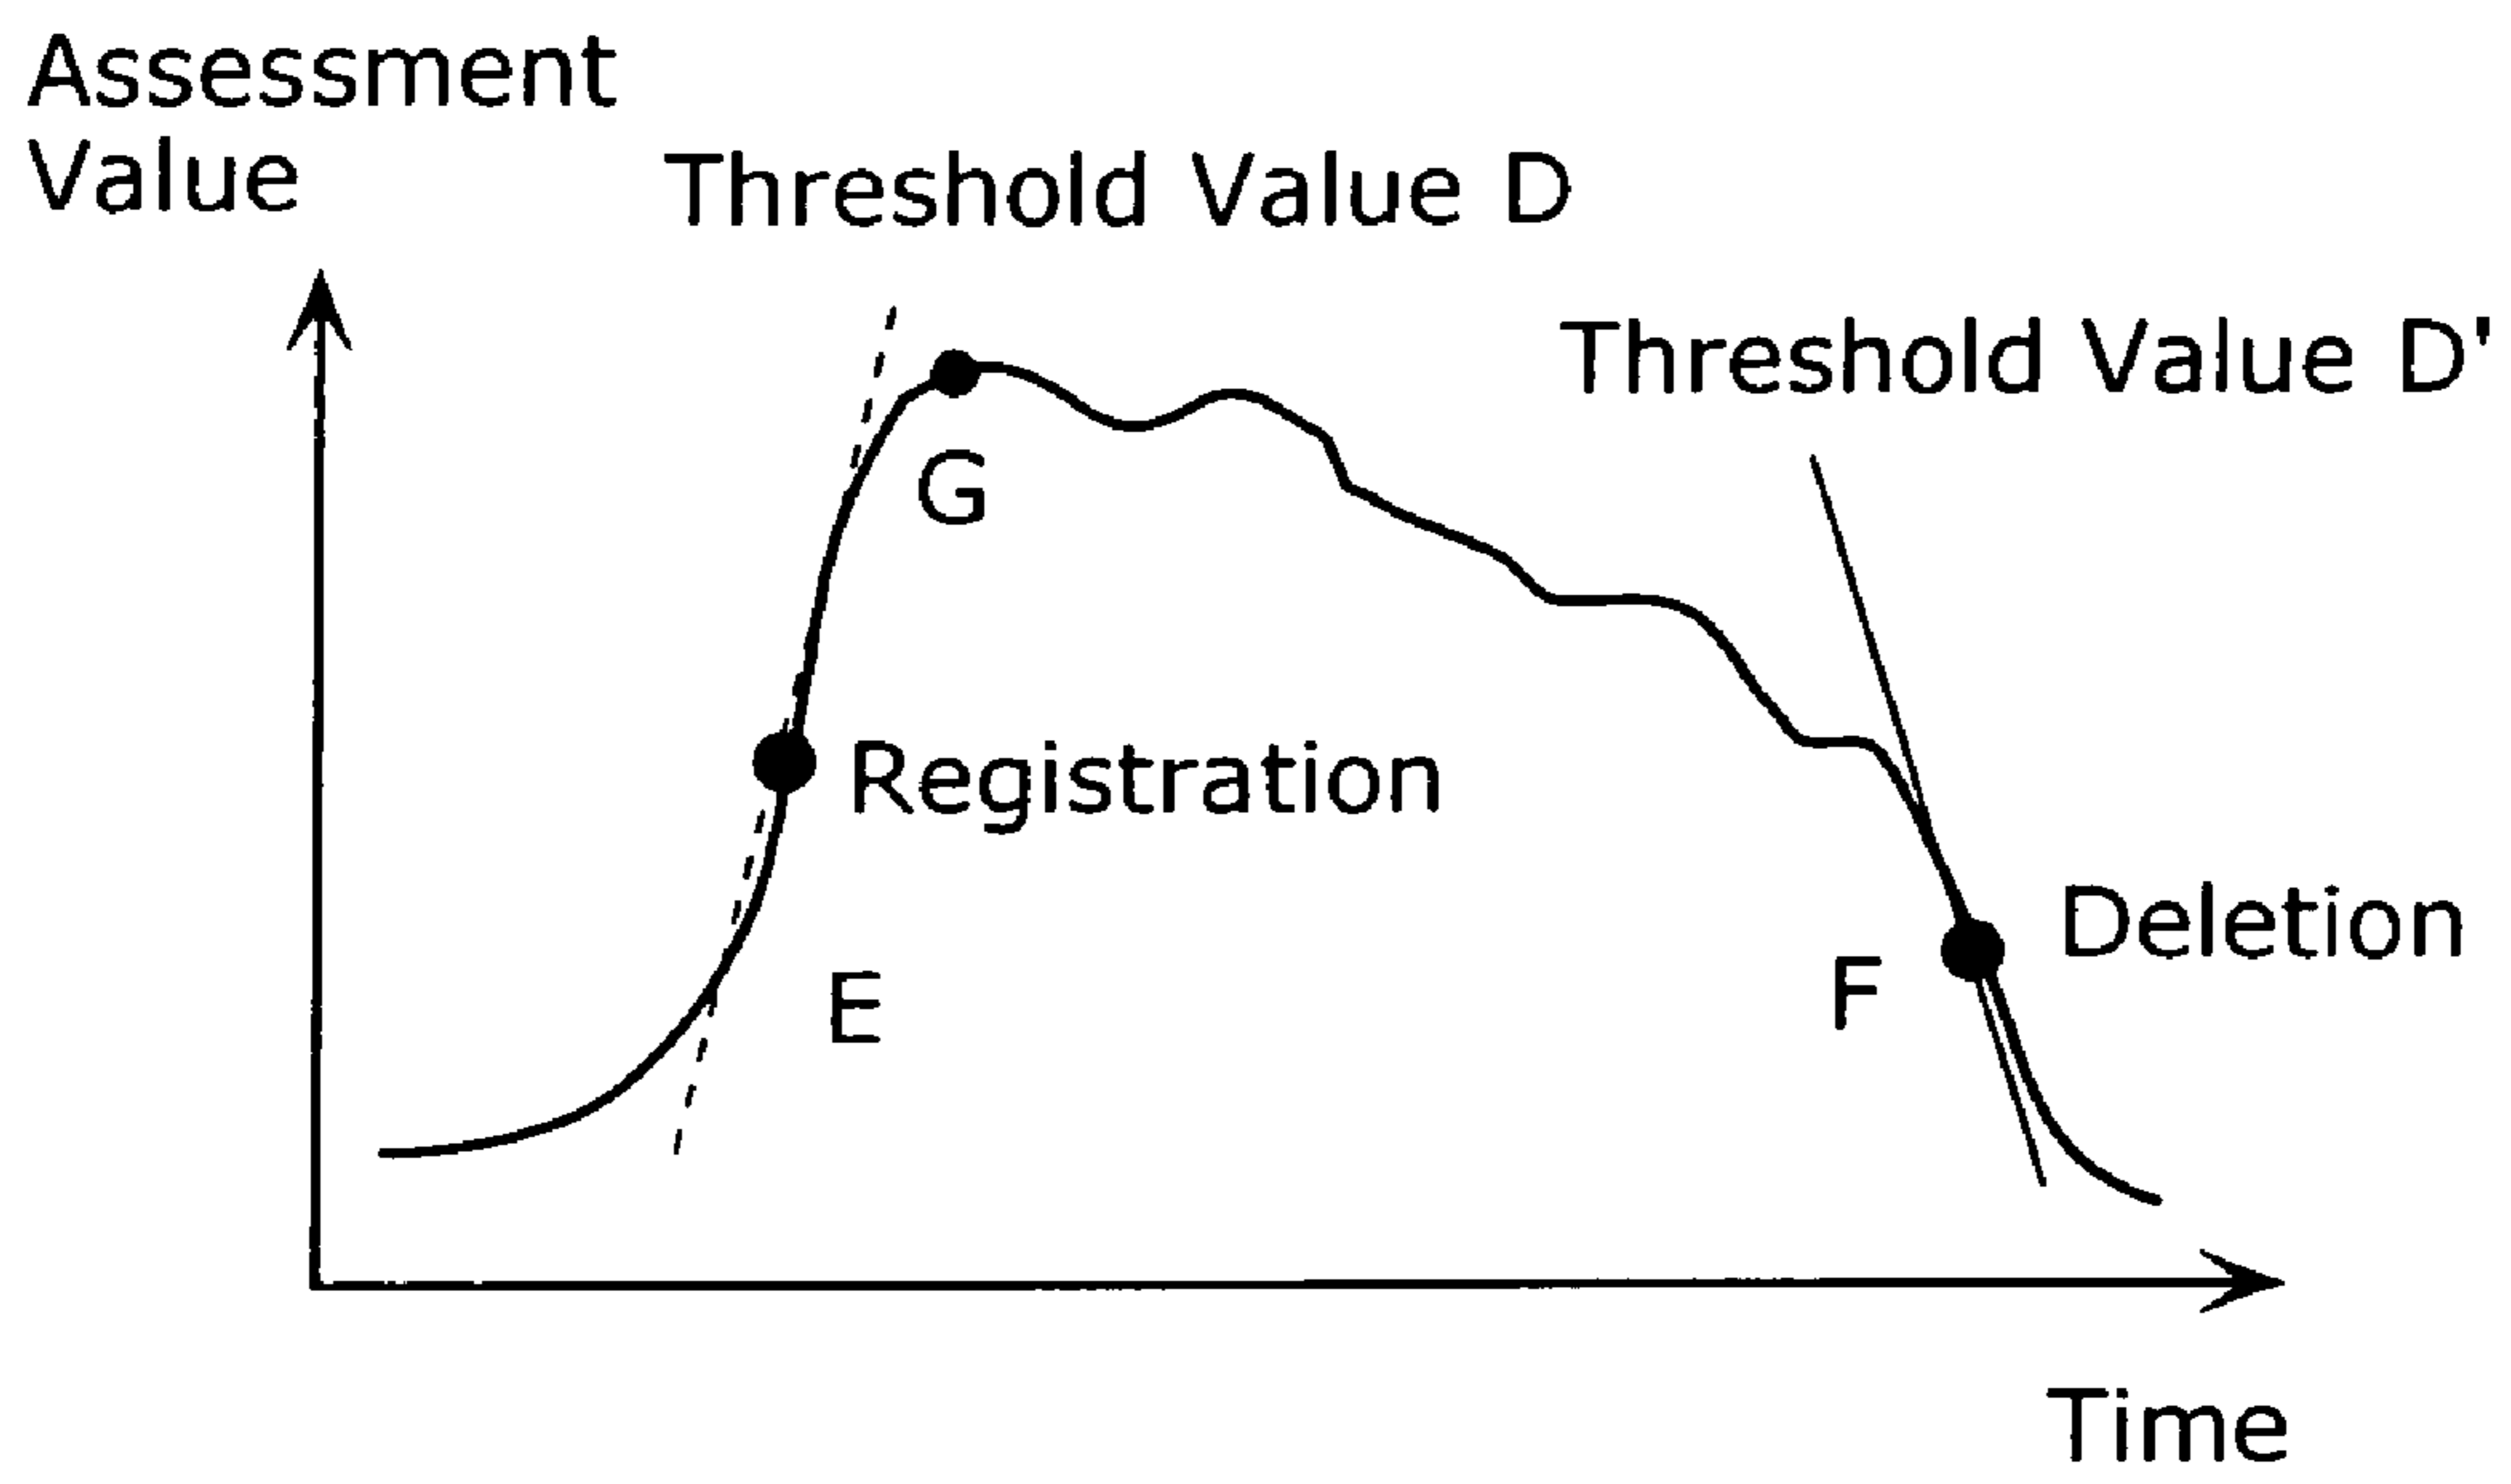 Assessment
Value
Threshold Value D
Threshold Value D'
G
Registration
Deletion
E
F
Time